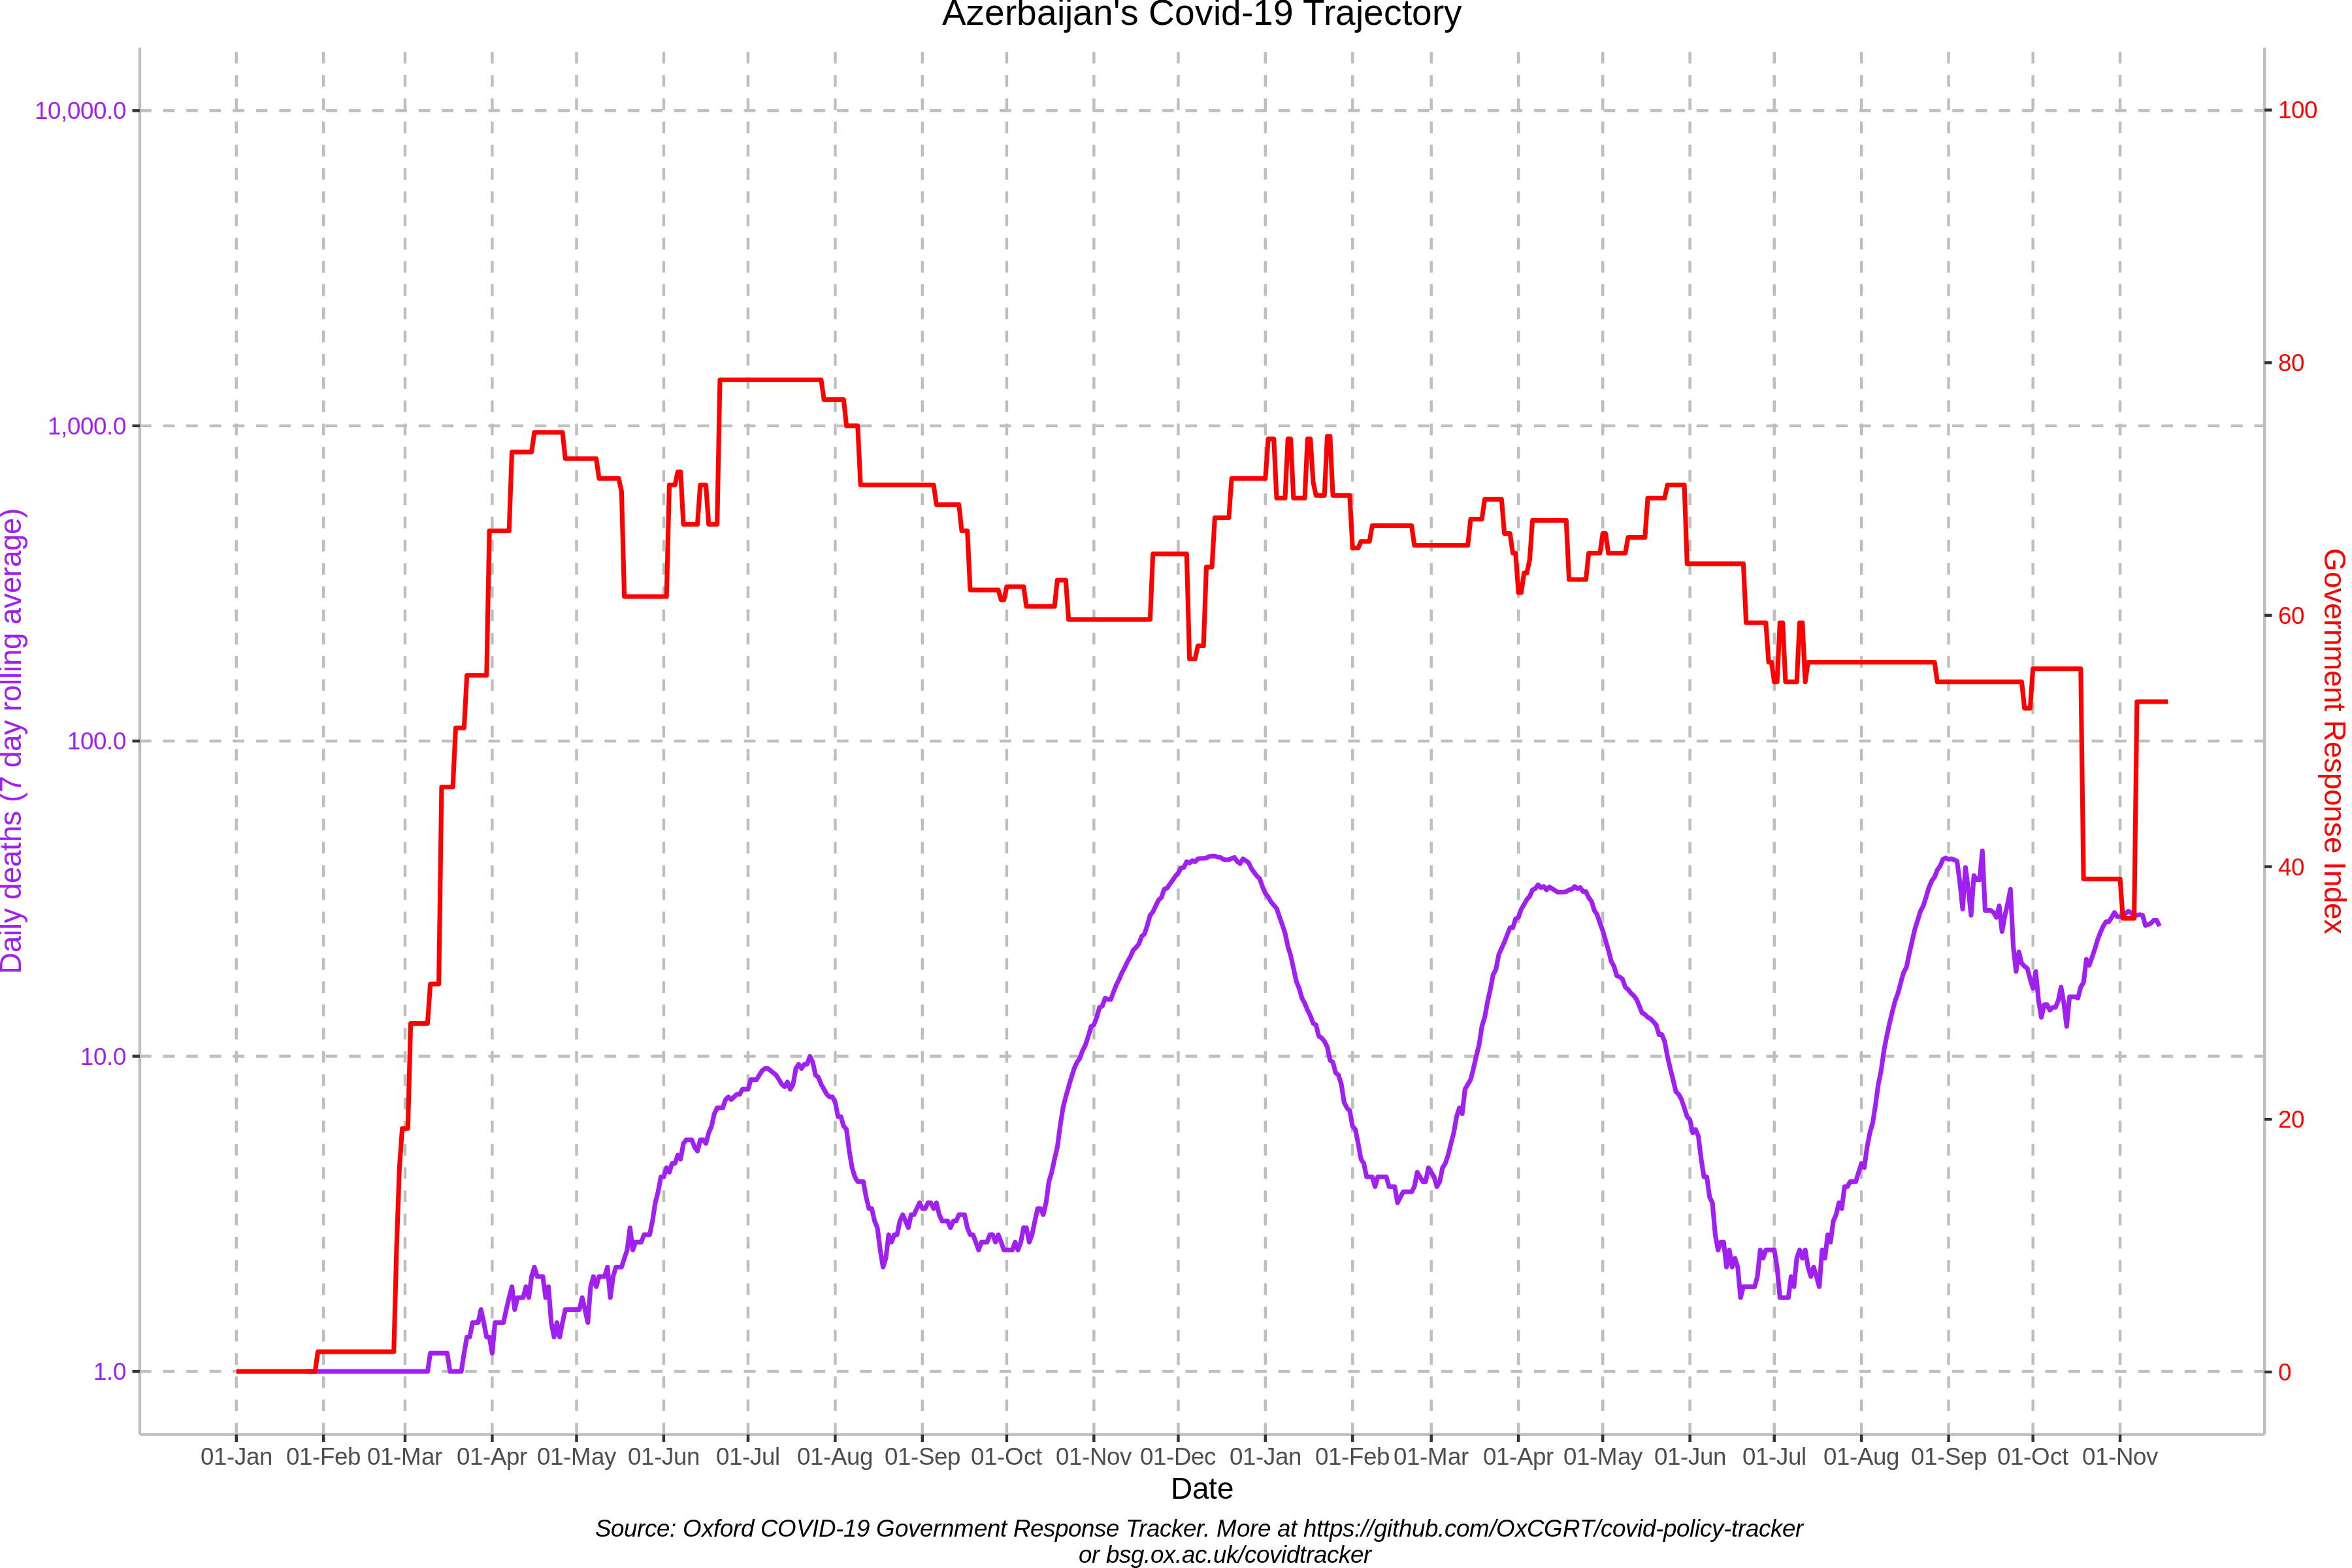 Azerbaijan's Covid-19 Trajectory
10,000.0
1,000.0
100.0
10.0
1.0
Daily deaths (7 day rolling average)
100
80
60
40
20
0
Government Response Index
01-Jan 01-Feb 01-Mar 01-Apr 01-May 01-Jun 01-Jul 01-Aug 01-Sep 01-Oct 01-Nov 01-Dec 01-Jan 01-Feb 01-Mar 01-Apr 01-May 01-Jun 01-Jul 01-Aug 01-Sep 01-Oct 01-Nov
Date
Source: Oxford COVID-19 Government Response Tracker. More at https://github.com/OxCGRT/covid-policy-tracker
or bsg.ox.ac.uk/covidtracker